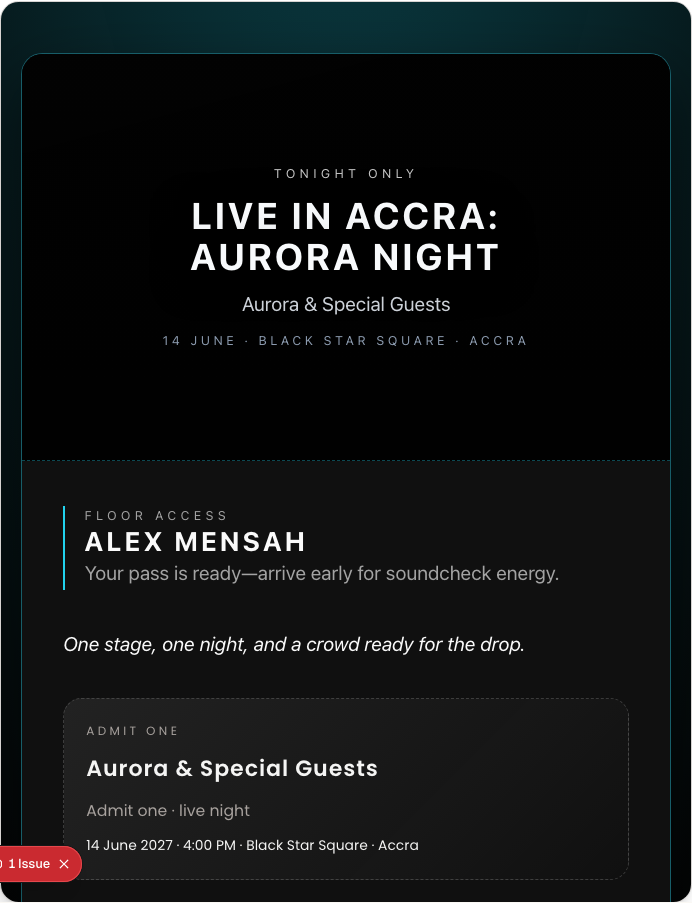 TONIGHT ONLY
LIVE IN ACCRA:
AURORA NIGHT
Aurora & Special Guests
14 JUNE · BLACK STAR SQUARE · ACCRA
FLOOR ACCESS
ALEX MENSAH
Your pass is ready—arrive early for soundcheck energy.
One stage, one night, and a crowd ready for the drop.
ADMIT ONE
Aurora & Special Guests
Admit one · live night
14 June 2027 · 4:00 PM · Black Star Square · Accra
1 Issue